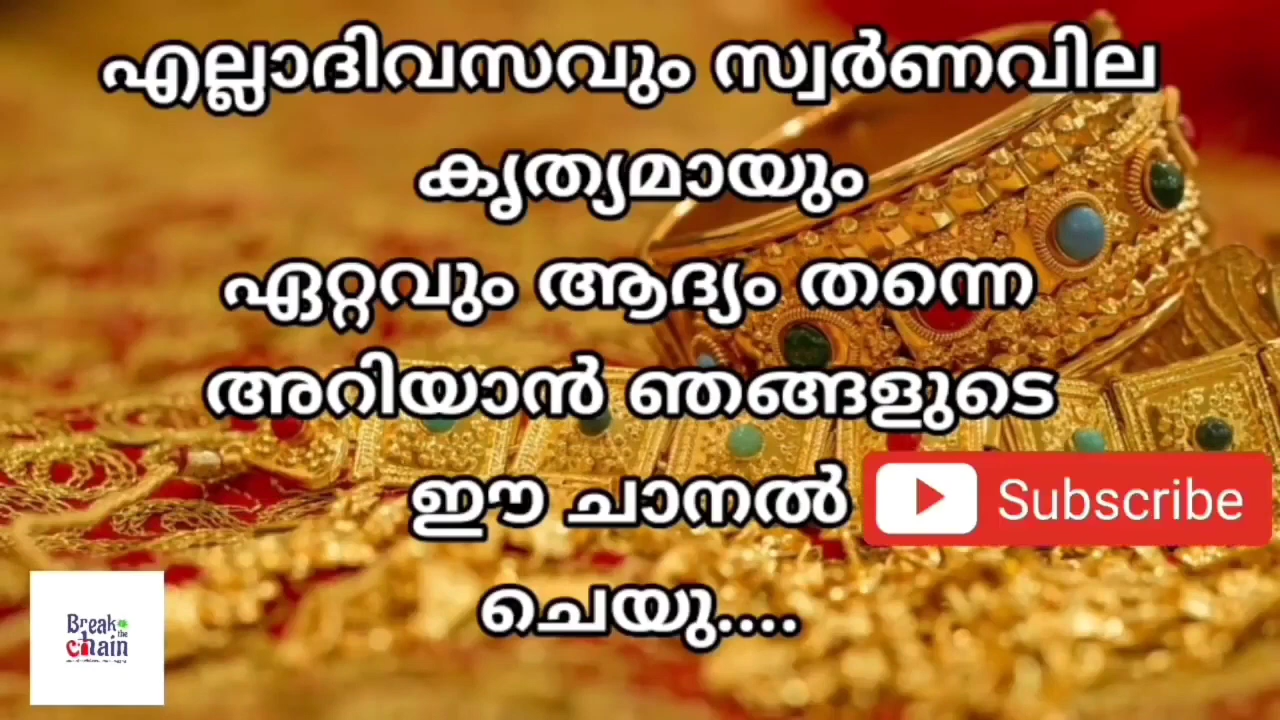 എല്ലാദിവസവും സ്വർണവില
കൃത്യമായും
ഏറ്റവും ആദ്യം തന്നെ
അറിയാൻ ഞങ്ങളുടെ
ഈ ചാനൽ Subscribe
ചെയു....
Break
the
chain